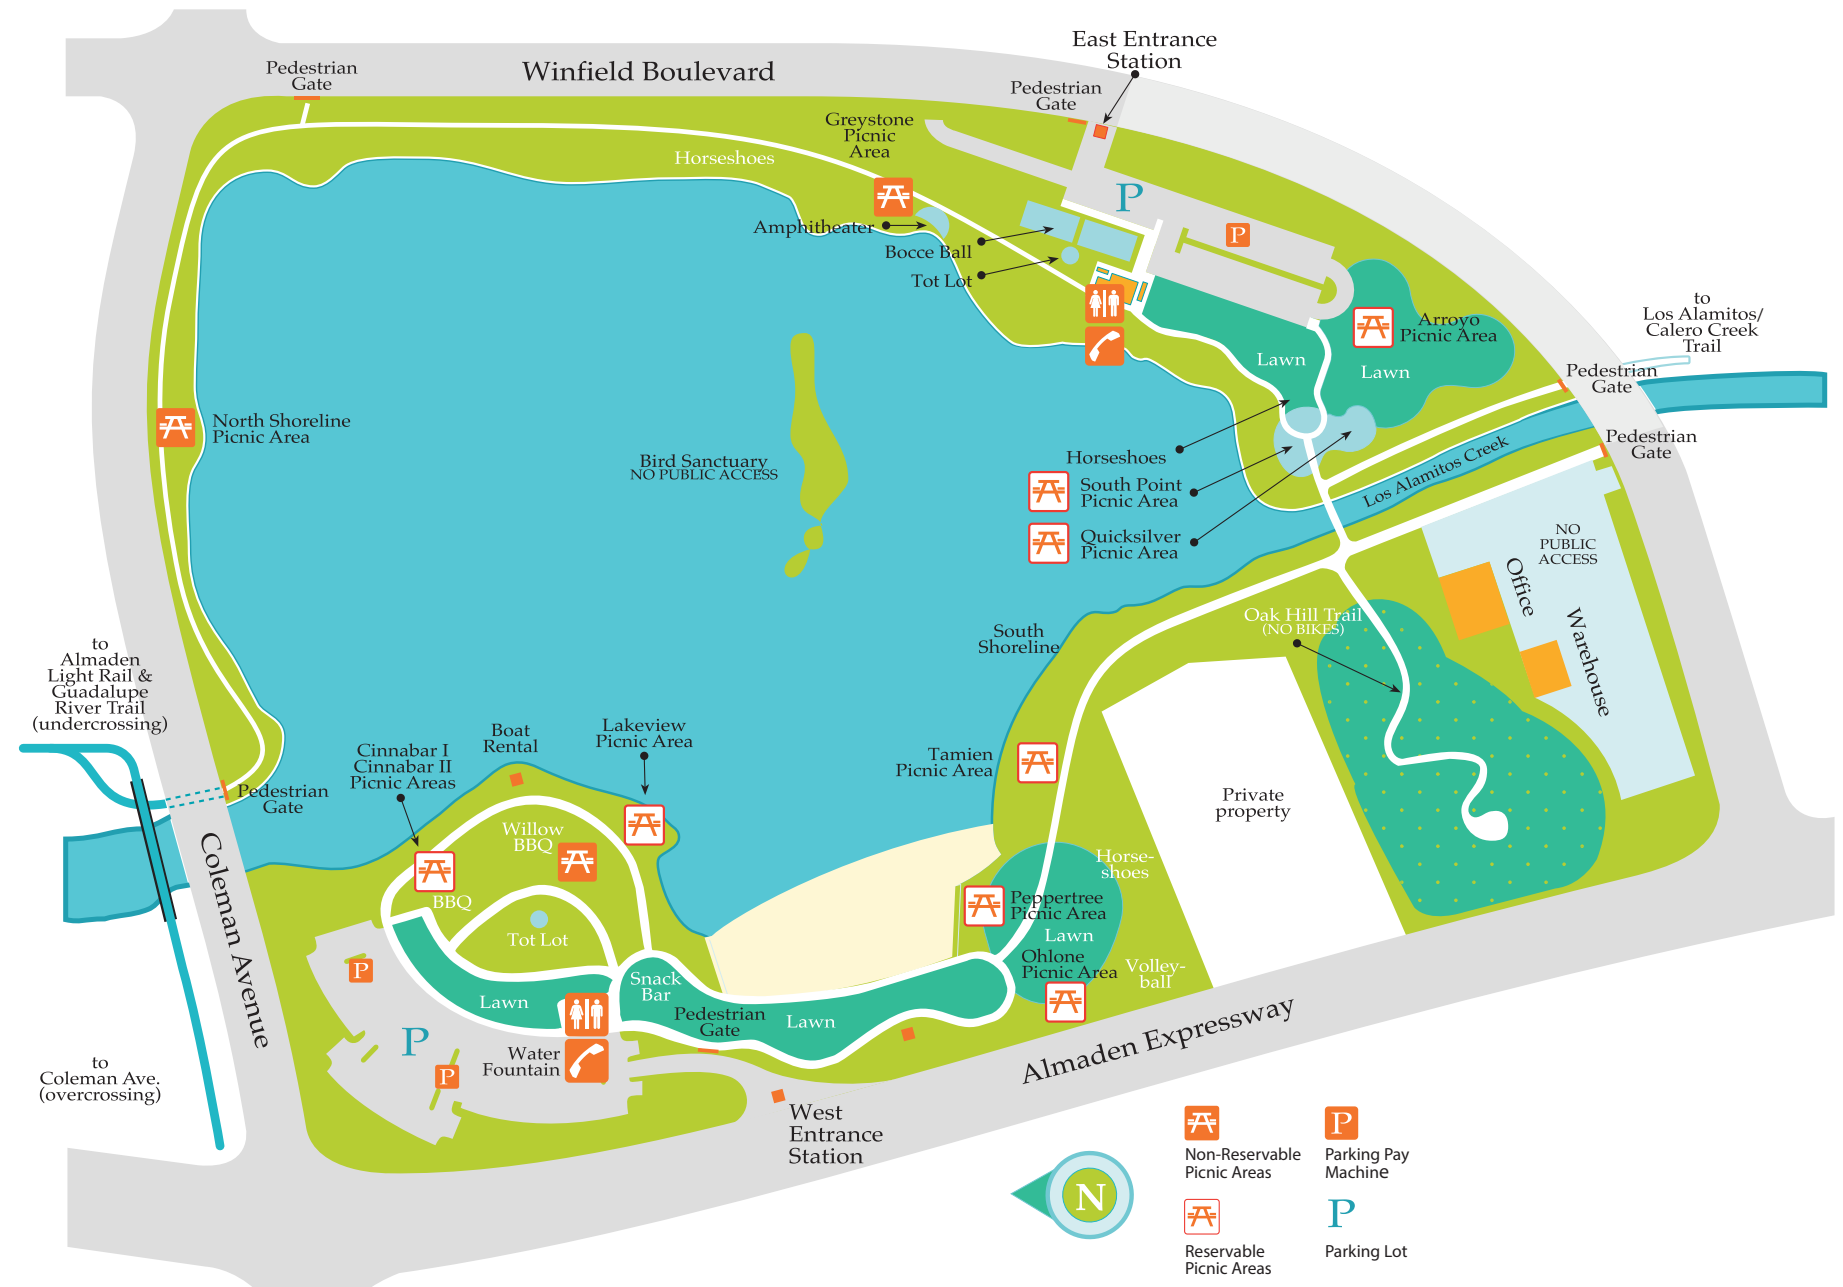 East Entrance
Station
Winfield Boulevard
Pedestrian
Gate
Pedestrian
Gate
Greystone
Picnic
Area
Horseshoes
P
P
Amphitheater
Bocce Ball
Tot Lot
to
Los Alamitos/
Calero Creek
Trail
Arroyo
Picnic Area
Lawn
Lawn
Pedestrian
Gate
North Shoreline
Picnic Area
Pedestrian
Gate
Bird Sanctuary
NO PUBLIC ACCESS
Horseshoes
South Point
Picnic Area
Quicksilver
Picnic Area
Los Alamitos Creek
NO
PUBLIC
ACCESS
Office
Warehouse
Oak Hill Trail
(NO BIKES)
South
Shoreline
to
Almaden
Light Rail &
Guadalupe
River Trail
(undercrossing)
Cinnabar I
Cinnabar II
Picnic Areas
Boat
Rental
Lakeview
Picnic Area
Tamien
Picnic Area
Private
property
Pedestrian
Gate
Coleman Avenue
Willow
BBQ
BBQ
Tot Lot
Horse-
shoes
Peppertree
Picnic Area
Lawn
Ohlone
Picnic Area
Volley-
ball
P
P
P
Lawn
Snack
Bar
Pedestrian
Gate
Lawn
Water
Fountain
Almaden Expressway
to
Coleman Ave.
(overcrossing)
West
Entrance
Station
N
Non-Reservable
Picnic Areas
P
Parking Pay
Machine
Reservable
Picnic Areas
P
Parking Lot